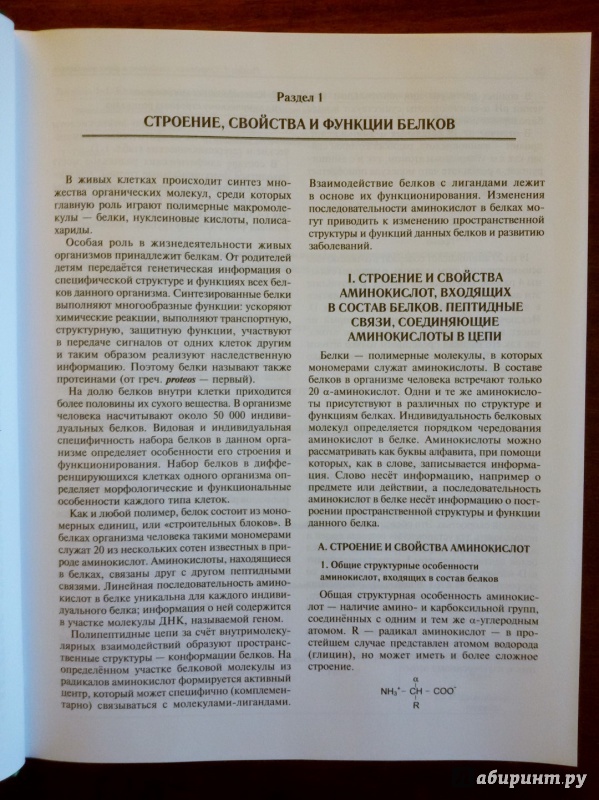 Раздел 1
СТРОЕНИЕ, СВОЙСТВА И ФУНКЦИИ БЕЛКОВ
В живых клетках происходит синтез мно-
жества органических молекул, среди которых
главную роль играют полимерные макромоле-
кулы — белки, нуклеиновые кислоты, полиса-
хариды.
Особая роль в жизнедеятельности живых
организмов принадлежит белкам. От родителей
детям передаётся генетическая информация о
специфической структуре и функциях всех бел-
ков данного организма. Синтезированные белки
выполняют многообразные функции: ускоряют
химические реакции, выполняют транспортную,
структурную, защитную функции, участвуют
в передаче сигналов от одних клеток другим
и таким образом реализуют наследственную
информацию. Поэтому белки называют также
протеинами (от греч. proteos — первый).
На долю белков внутри клетки приходится
более половины их сухого вещества. В организме
человека насчитывают около 50 000 индивиду-
дуальных белков. Видовая и индивидуальная
специфичность набора белков в данном орга-
низме определяет особенности его строения и
функционирования. Набор белков в диффе-
ренцирующихся клетках одного организма оп-
ределяет морфологические и функциональные
особенности каждого типа клеток.
Как и любой полимер, белок состоит из моно-
мерных единиц, или «строительных блоков». В
белках организма человека такими мономерами
служат 20 из нескольких сотен известных в при-
роде аминокислот. Аминокислоты, находящиеся
в белках, связаны друг с другом пептидными
связями. Линейная последовательность амино-
кислот в белке уникальна для каждого индиви-
дуального белка; информация о ней содержится
в участке молекулы ДНК, называемой геном.
Полипептидные цепи за счёт внутримолеку-
лярных взаимодействий образуют пространс-
твенные структуры — конформации белков. На
определённом участке белковой молекулы из
радикалов аминокислот формируется активный
центр, который может специфично (комплемен-
тарно) связываться с молекулами-лигандами.
Взаимодействие белков с лигандами лежит
в основе их функционирования. Изменения
последовательности аминокислот в белках мо-
гут приводить к изменению пространственной
структуры и функций данных белков и развитию
заболеваний.
I. СТРОЕНИЕ И СВОЙСТВА
АМИНОКИСЛОТ, ВХОДЯЩИХ
В СОСТАВ БЕЛКОВ. ПЕПТИДНЫЕ
СВЯЗИ, СОЕДИНЯЮЩИЕ
АМИНОКИСЛОТЫ В ЦЕПИ
Белки — полимерные молекулы, в которых
мономерами служат аминокислоты. В составе
белков в организме человека встречают только
20 α-аминокислот. Одни и те же аминокисло-
ты присутствуют в различных по структуре и
функциям белках. Индивидуальность белковых
молекул определяется порядком чередования
аминокислот в белке. Аминокислоты можно
рассматривать как буквы алфавита, при помощи
которых, как в слове, записывается информа-
ция. Слово несёт информацию, например о
предмете или действии, а последовательность
аминокислот в белке несёт информацию о пост-
роении пространственной структуры и функции
данного белка.
А. СТРОЕНИЕ И СВОЙСТВА АМИНОКИСЛОТ
1. Общие структурные особенности
аминокислот, входящих в состав белков
Общая структурная особенность аминокис-
лот — наличие амино- и карбоксильной групп,
соединённых с одним и тем же α-углеродным
атомом. R — радикал аминокислот — в про-
стейшем случае представлен атомом водорода
(глицин), но может иметь и более сложное
строение.
α
NH₃⁺ – CH – COO⁻
R
абиринт.ру